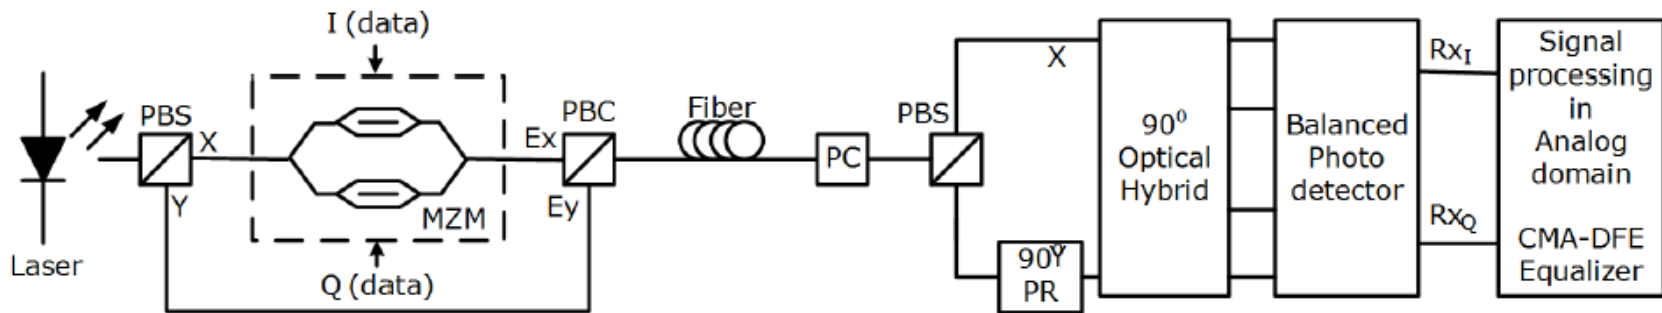 I (data)
PBS
X
Y
MZM
Q (data)
Laser
Ex
PBC
Ey
Fiber
PC
PBS
X
90⁰
Y
PR
90⁰
Optical
Hybrid
Balanced
Photo
detector
RxI
RxQ
Signal
processing
in
Analog
domain
CMA-DFE
Equalizer